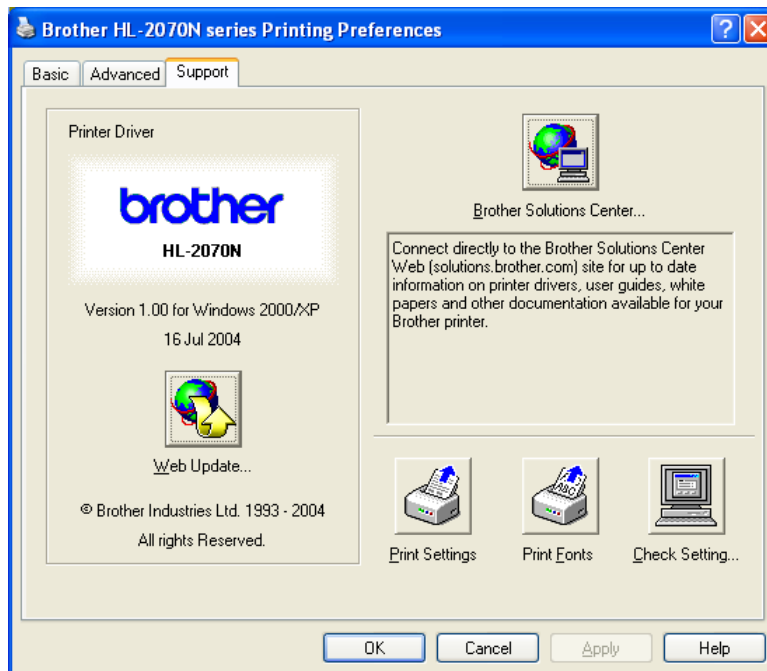 Brother HL-2070N series Printing Preferences
Basic Advanced Support
Printer Driver
brother
HL-2070N
Version 1.00 for Windows 2000/XP
16 Jul 2004
Web Update...
© Brother Industries Ltd. 1993 - 2004
All rights Reserved.
Brother Solutions Center...
Connect directly to the Brother Solutions Center
Web (solutions.brother.com) site for up to date
information on printer drivers, user guides, white
papers and other documentation available for your
Brother printer.
Print Settings
ABC
Print Fonts
Check Setting...
OK Cancel Apply Help